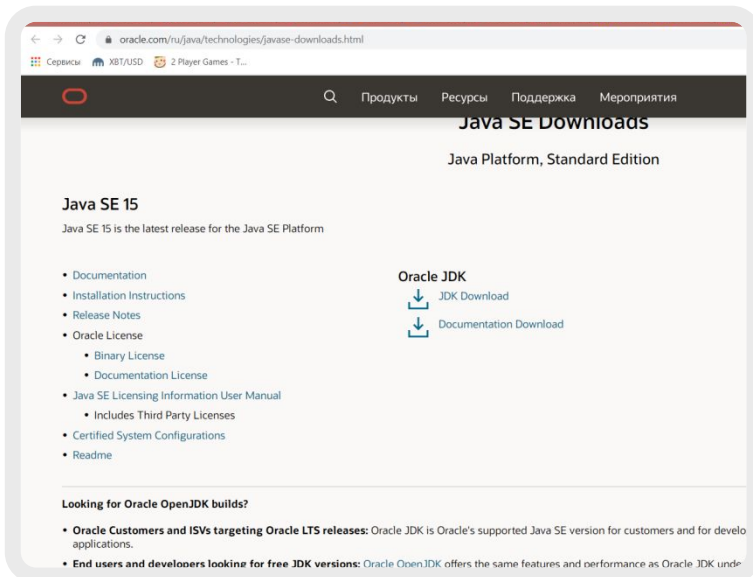 oracle.com/ru/java/technologies/javase-downloads.html
Сервисы XBT/USD 2 Player Games - T...
Продукты Ресурсы Поддержка Мероприятия
Java SE Downloads
Java Platform, Standard Edition
Java SE 15
Java SE 15 is the latest release for the Java SE Platform
• Documentation
• Installation Instructions
• Release Notes
• Oracle License
• Binary License
• Documentation License
• Java SE Licensing Information User Manual
• Includes Third Party Licenses
• Certified System Configurations
• Readme
Oracle JDK
JDK Download
Documentation Download
Looking for Oracle OpenJDK builds?
• Oracle Customers and ISVs targeting Oracle LTS releases: Oracle JDK is Oracle's supported Java SE version for customers and for develo
applications.
• End users and developers looking for free JDK versions: Oracle OpenJDK offers the same features and performance as Oracle JDK unde